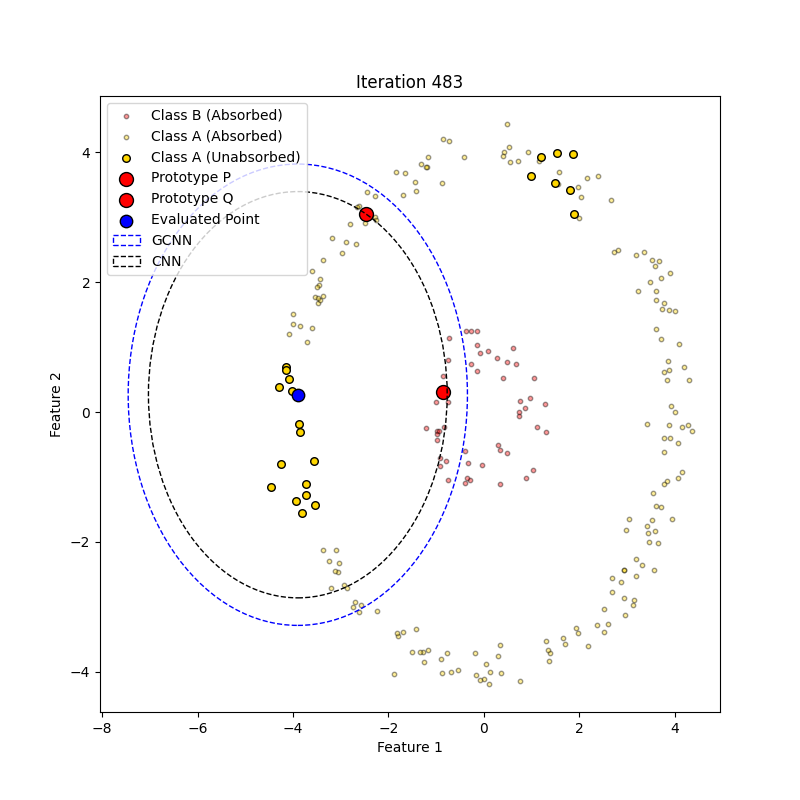 Iteration 483
Class B (Absorbed)
Class A (Absorbed)
Class A (Unabsorbed)
Prototype P
Prototype Q
Evaluated Point
GCNN
CNN
4
2
0
−2
−4
Feature 2
−8
−6
−4
−2
0
2
4
Feature 1